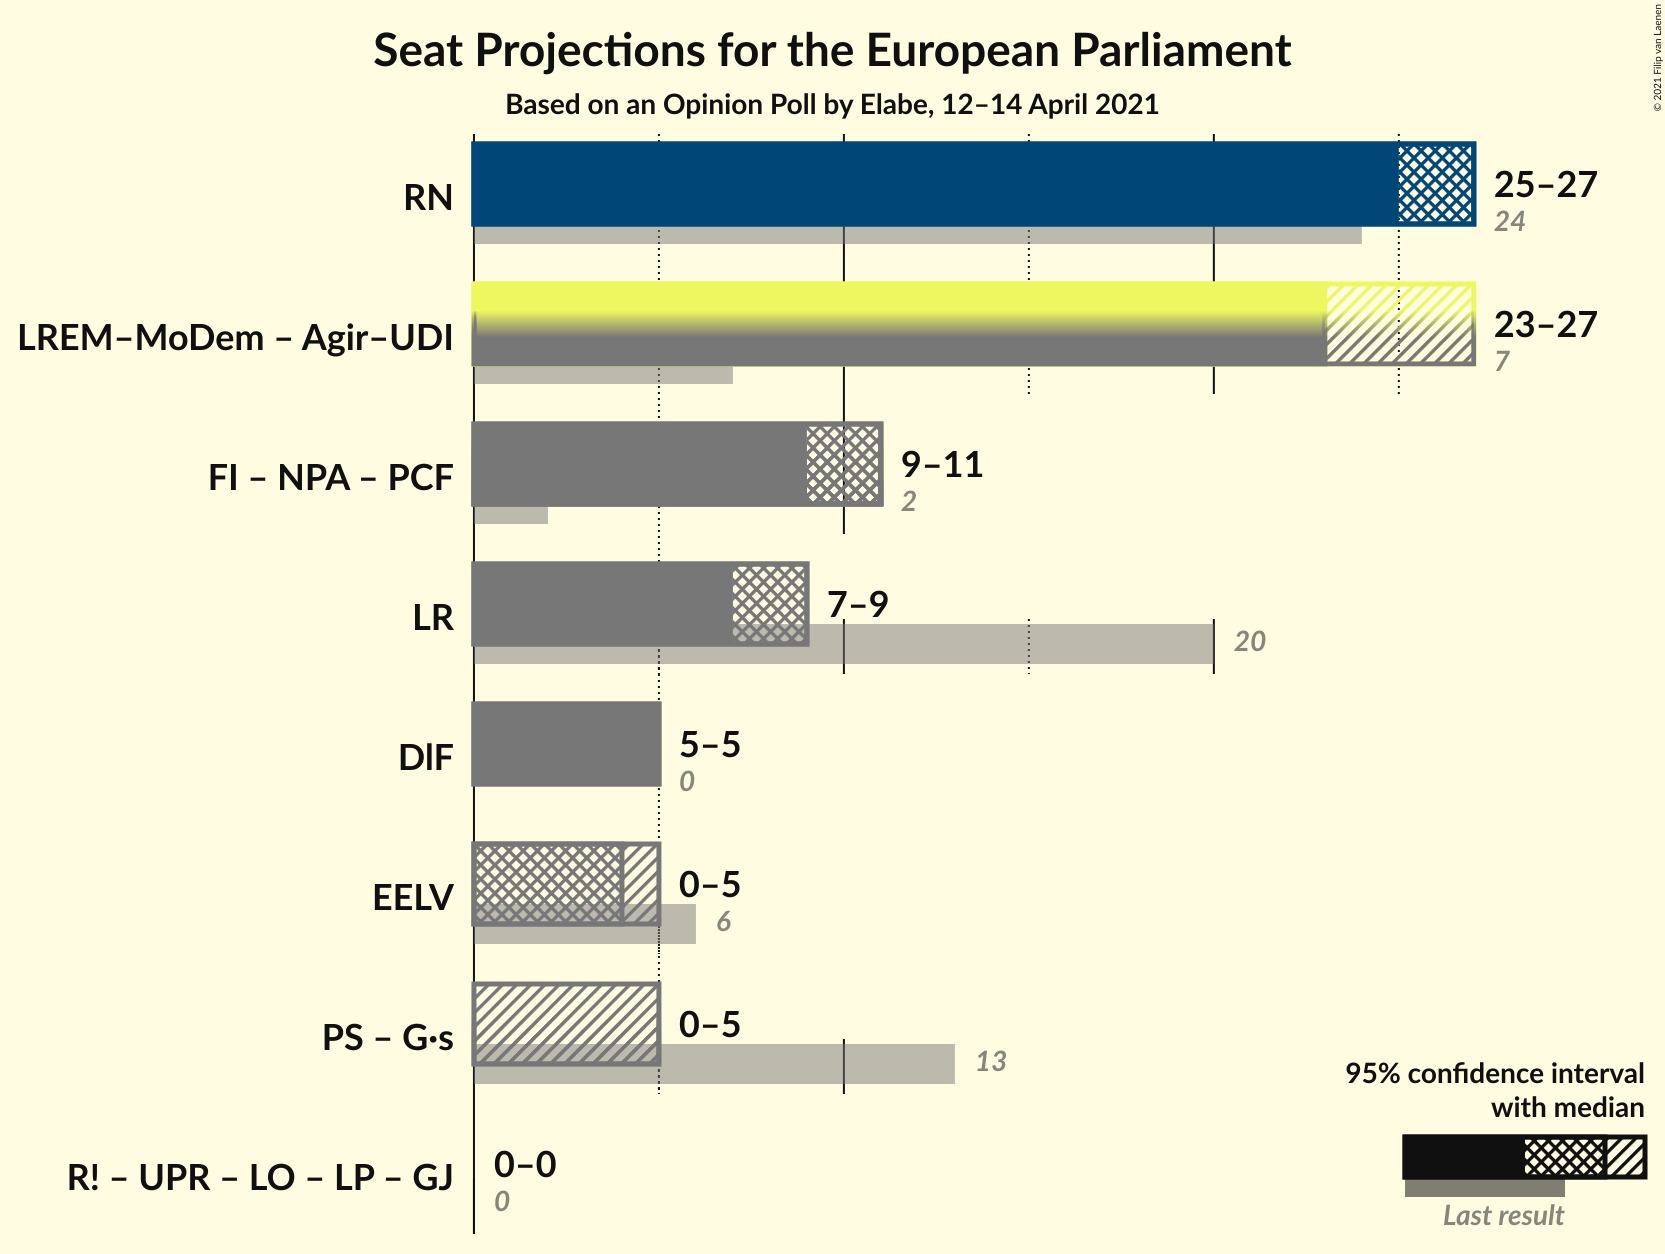 Seat Projections for the European Parliament
Based on an Opinion Poll by Elabe, 12–14 April 2021
© 2021 Filip van Laenen
RN
25–27
24
LREM–MoDem – Agir–UDI
23–27
7
FI – NPA – PCF
9–11
2
LR
7–9
20
DlF
5–5
0
EELV
0–5
6
PS – G·s
0–5
13
R! – UPR – LO – LP – GJ
0–0
0
95% confidence interval
with median
Last result